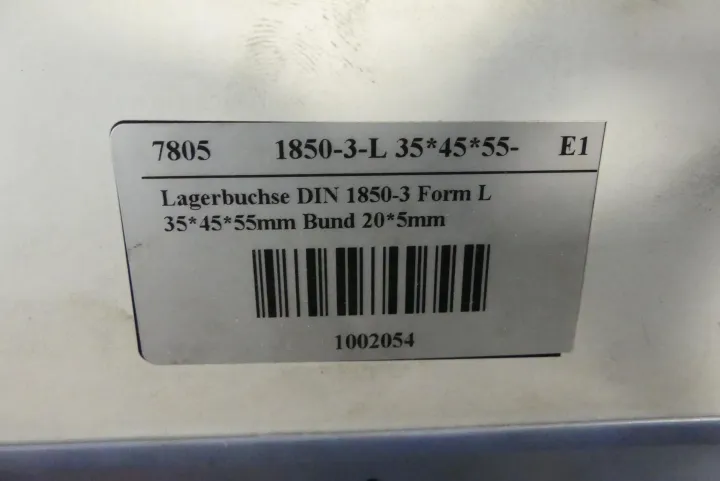 7805 1850-3-L 35*45*55- E1
Lagerbuchse DIN 1850-3 Form L
35*45*55mm Bund 20*5mm
1002054